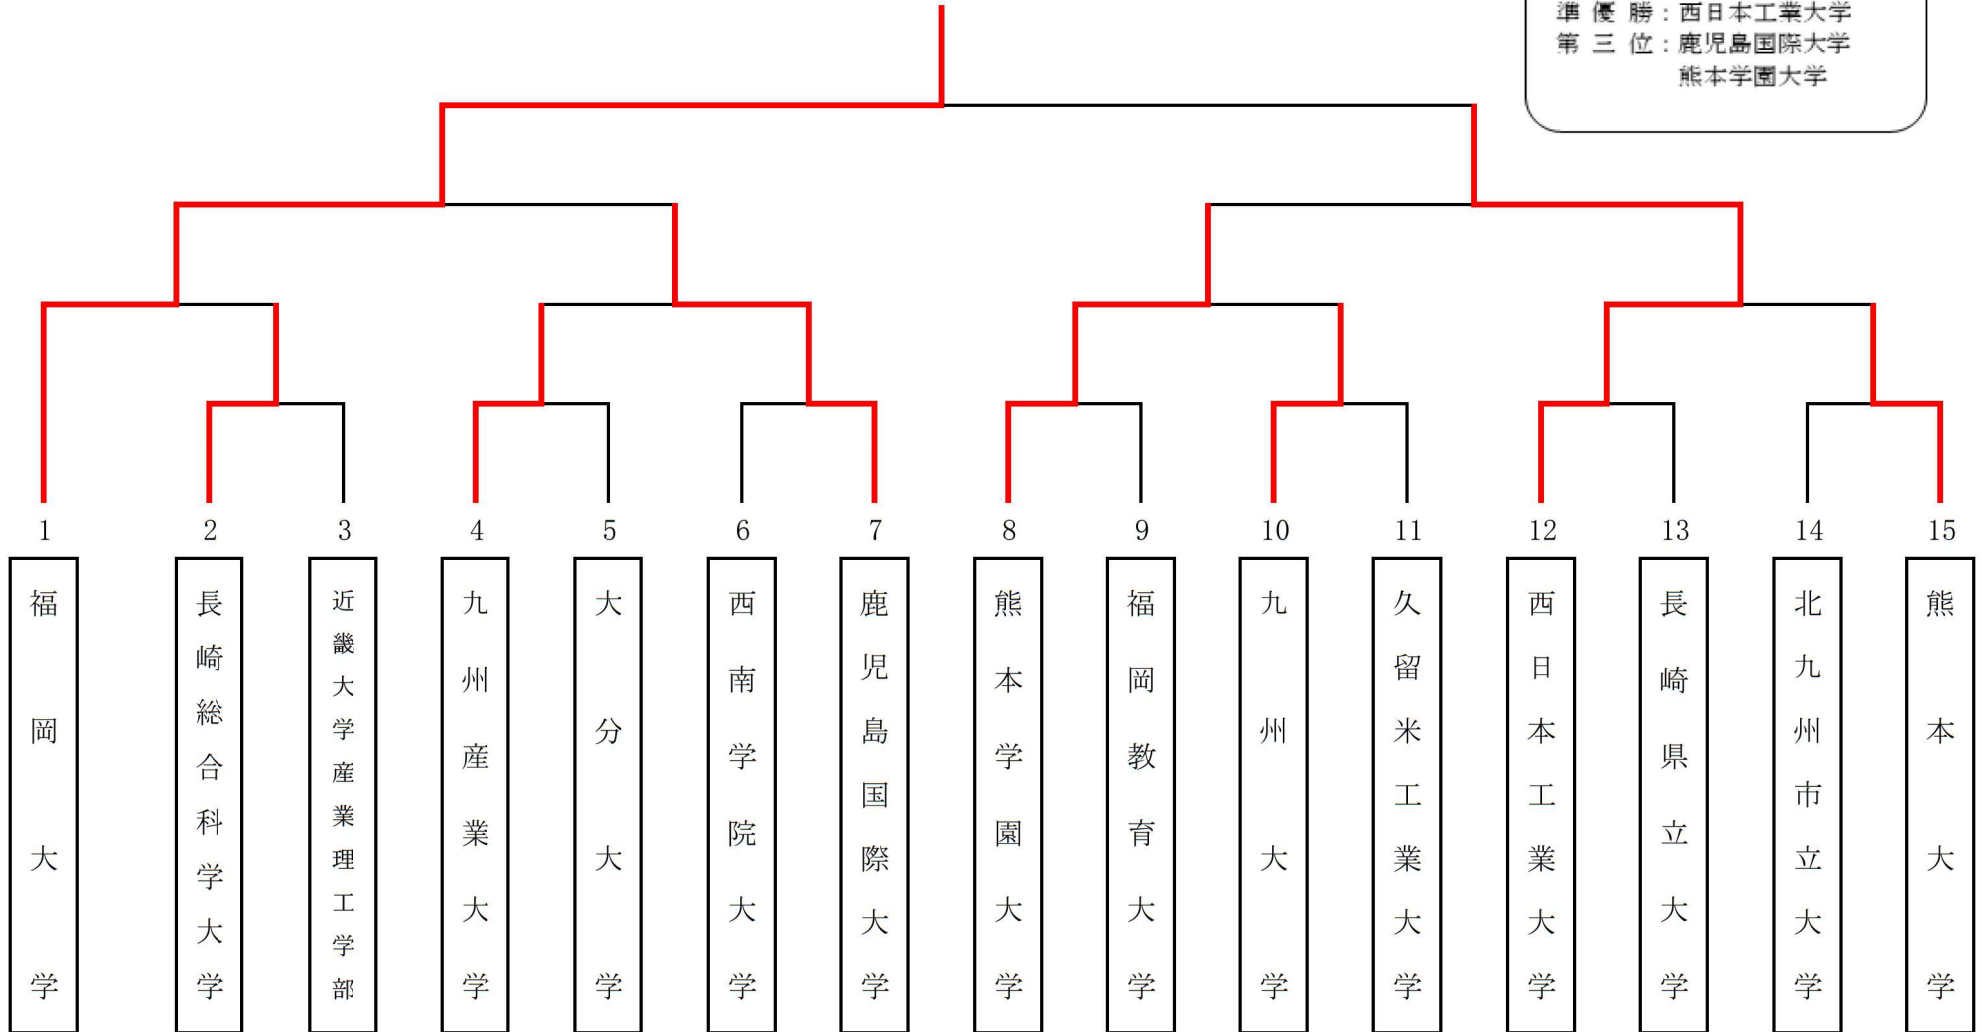 準優勝：西日本工業大学
第三位：鹿児島国際大学
熊本学園大学
1 2 3 4 5 6 7 8 9 10 11 12 13 14 15
福岡大学
長崎総合科学大学
近畿大学産業理工学部
九州産業大学
大分大学
西南学院大学
鹿児島国際大学
熊本学園大学
福岡教育大学
九州大学
久留米工業大学
西日本工業大学
長崎県立大学
北九州市立大学
熊本大学